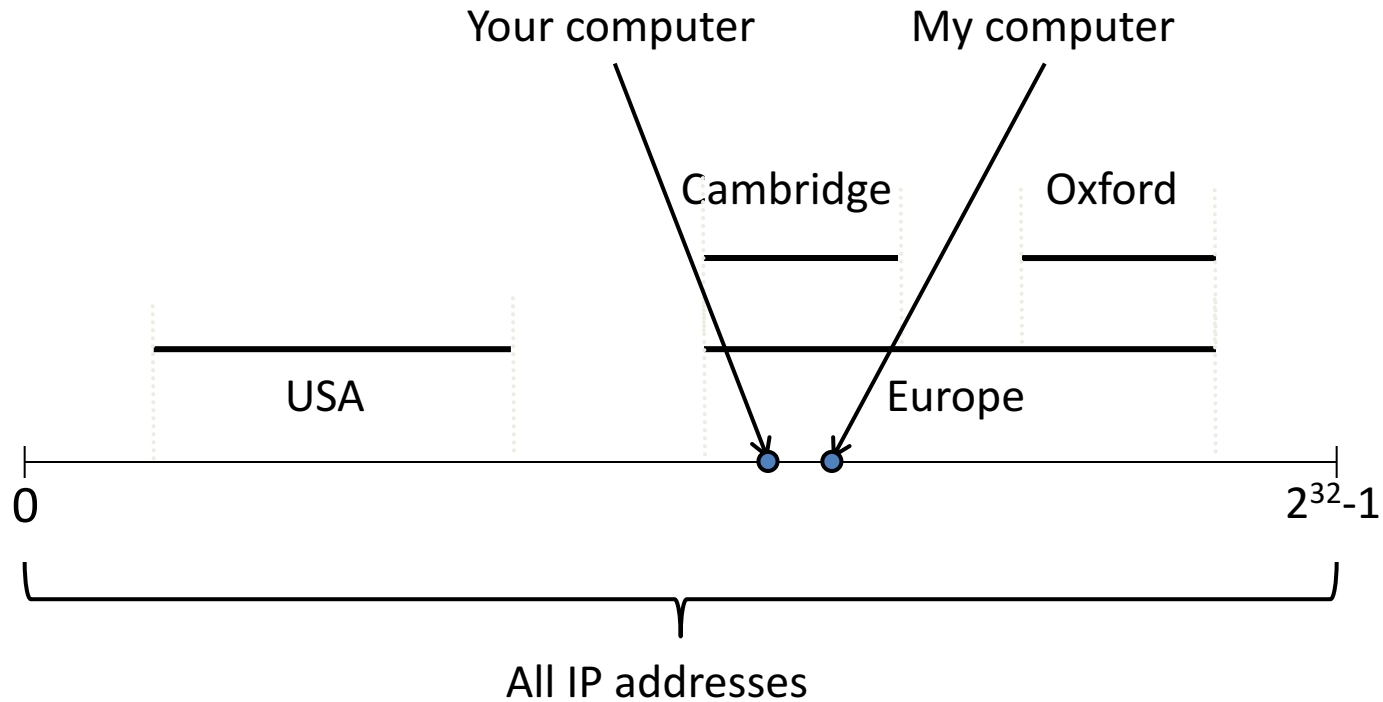 Your computer
My computer
Cambridge
Oxford
USA
Europe
0
2³²-1
All IP addresses